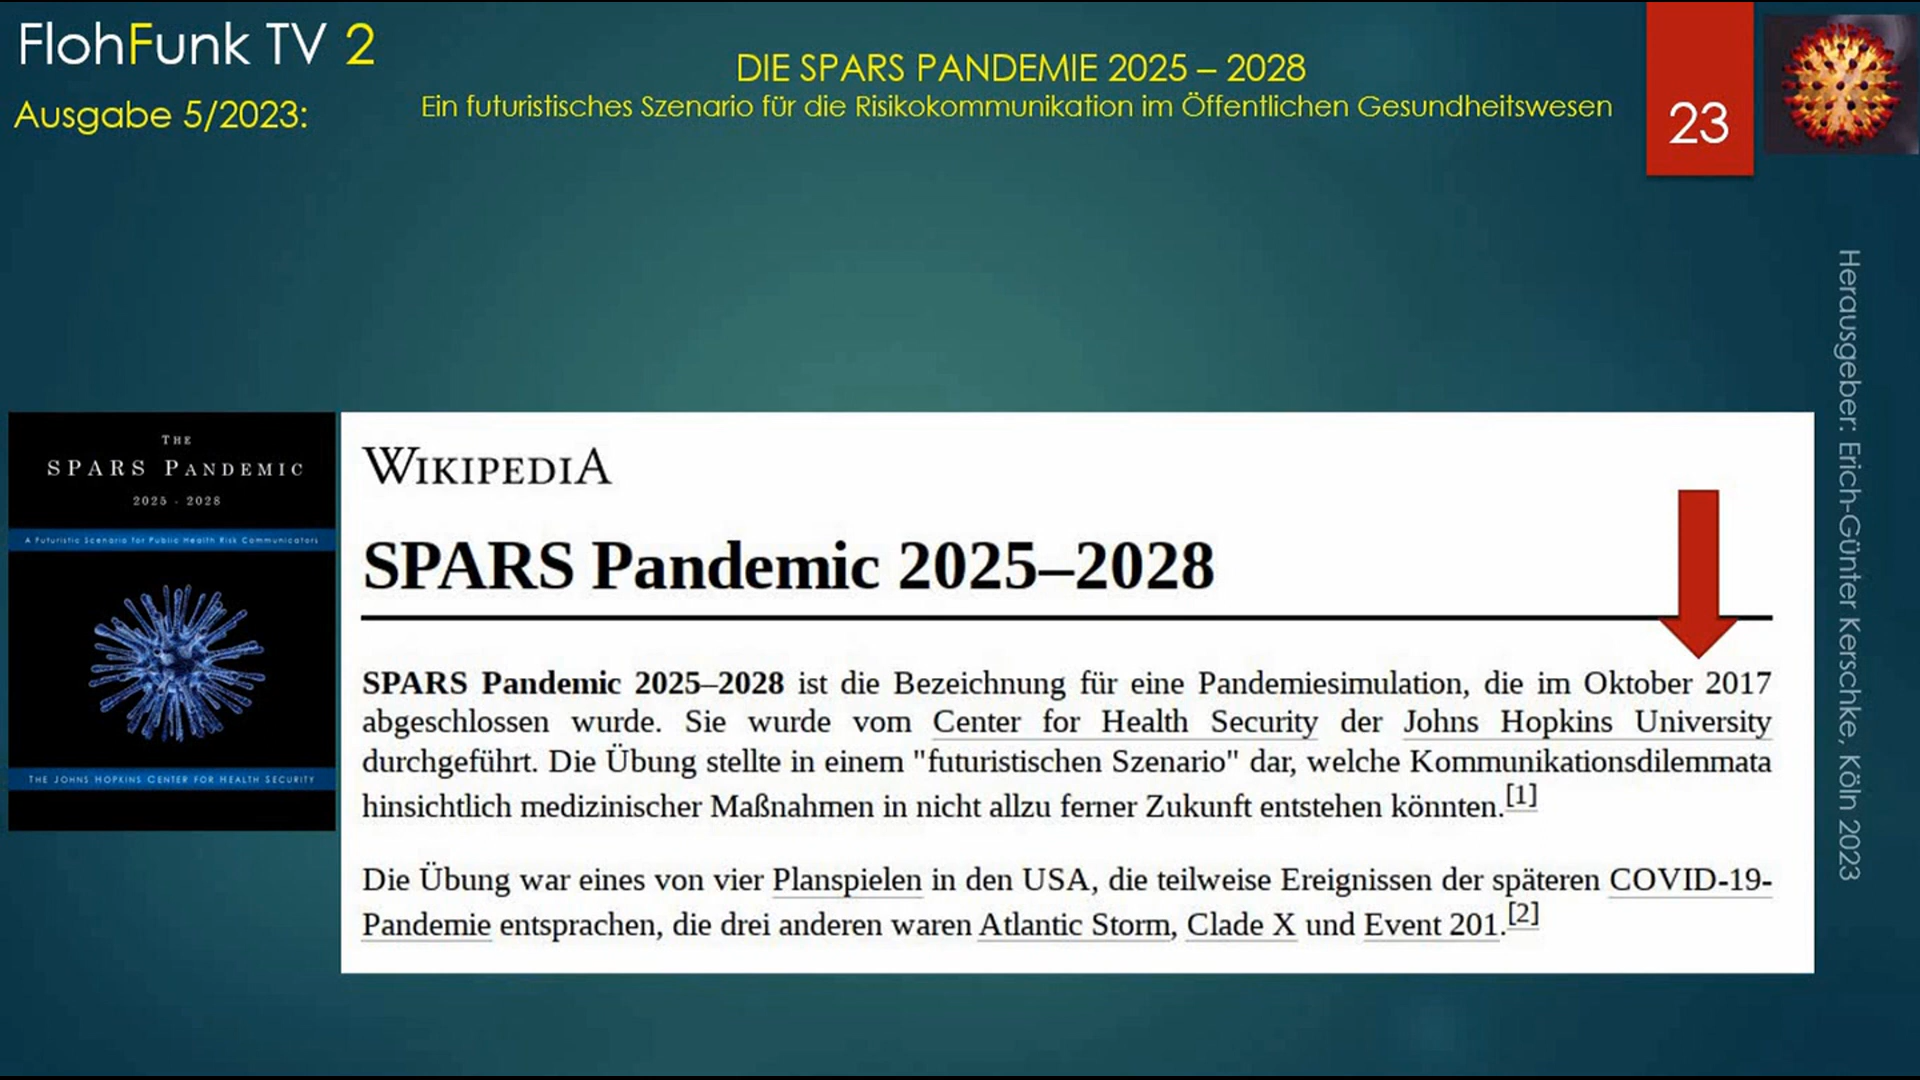 FlohFunk TV 2
Ausgabe 5/2023:
DIE SPARS PANDEMIE 2025 – 2028
Ein futuristisches Szenario für die Risikokommunikation im Öffentlichen Gesundheitswesen
23
THE
SPARS PANDEMIC
2025 - 2028
A Futuristic Scenario for Public Health Risk Communicators
THE JOHNS HOPKINS CENTER FOR HEALTH SECURITY
WIKIPEDIA
SPARS Pandemic 2025–2028
SPARS Pandemic 2025–2028 ist die Bezeichnung für eine Pandemiesimulation, die im Oktober 2017
abgeschlossen wurde. Sie wurde vom Center for Health Security der Johns Hopkins University
durchgeführt. Die Übung stellte in einem "futuristischen Szenario" dar, welche Kommunikationsdilemmata
hinsichtlich medizinischer Maßnahmen in nicht allzu ferner Zukunft entstehen könnten.[1]
Die Übung war eines von vier Planspielen in den USA, die teilweise Ereignissen der späteren COVID-19-
Pandemie entsprachen, die drei anderen waren Atlantic Storm, Clade X und Event 201.[2]
Herausgeber: Erich-Günter Kerschke, Köln 2023